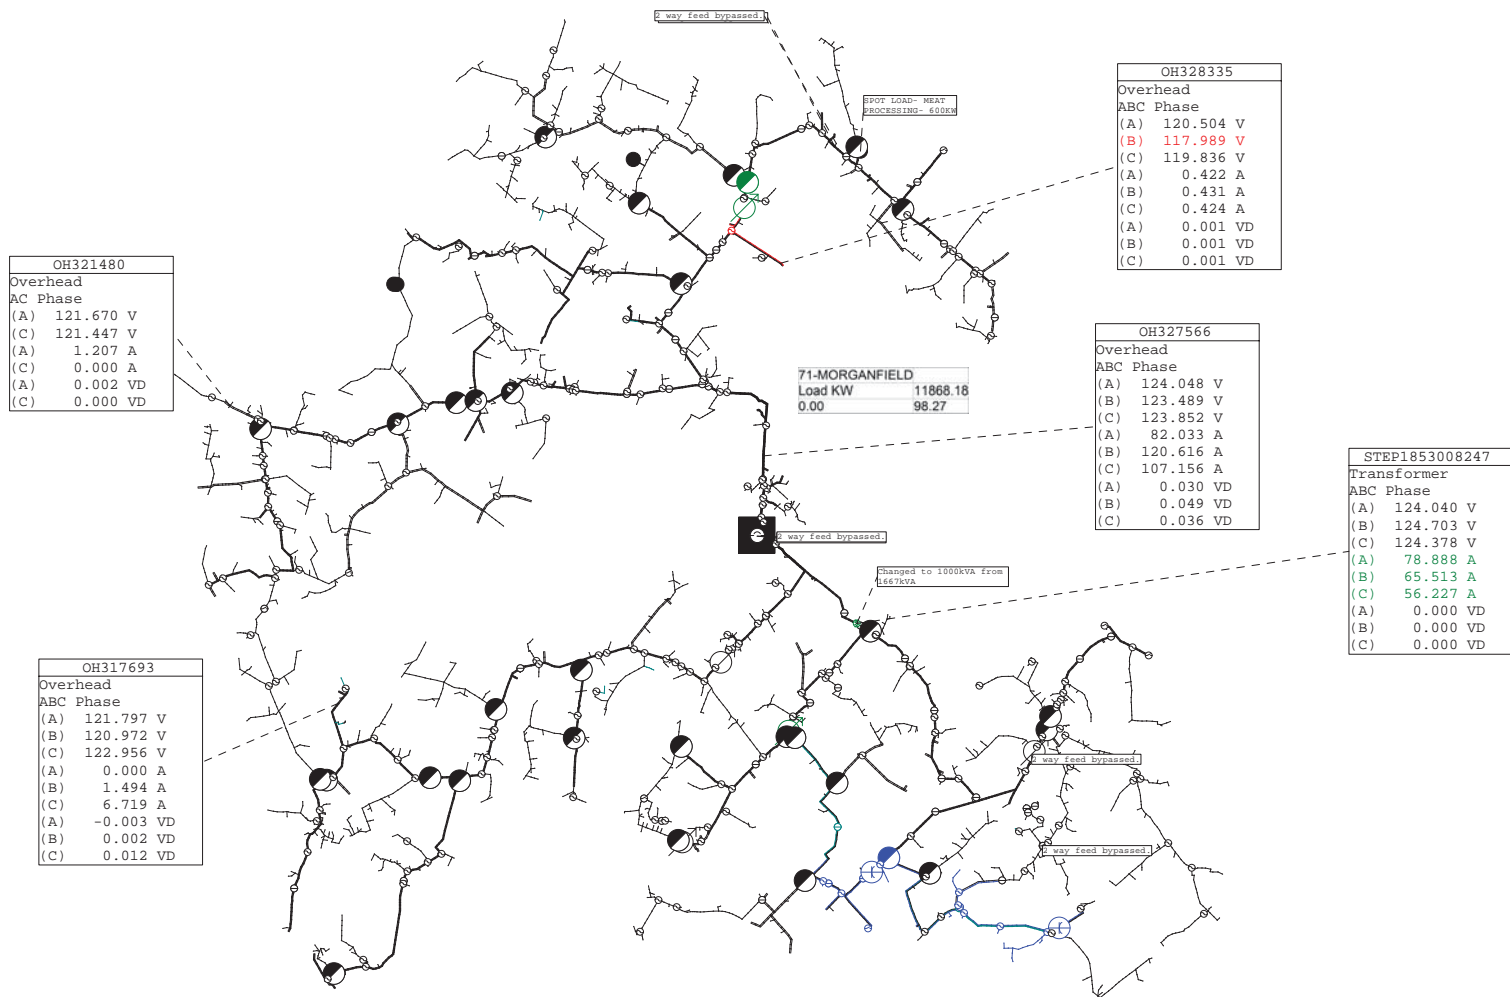 2 way feed bypassed.
SPOT LOAD- MEAT
PROCESSING- 600KW
OH328335
Overhead
ABC Phase
(A) 120.504 V
(B) 117.989 V
(C) 119.836 V
(A) 0.422 A
(B) 0.431 A
(C) 0.424 A
(A) 0.001 VD
(B) 0.001 VD
(C) 0.001 VD
OH321480
Overhead
AC Phase
(A) 121.670 V
(C) 121.447 V
(A) 1.207 A
(C) 0.000 A
(A) 0.002 VD
(C) 0.000 VD
71-MORGANFIELD
Load KW 11868.18
0.00 98.27
OH327566
Overhead
ABC Phase
(A) 124.048 V
(B) 123.489 V
(C) 123.852 V
(A) 82.033 A
(B) 120.616 A
(C) 107.156 A
(A) 0.030 VD
(B) 0.049 VD
(C) 0.036 VD
2 way feed bypassed.
Changed to 1000kVA from
1667kVA
STEP1853008247
Transformer
ABC Phase
(A) 124.040 V
(B) 124.703 V
(C) 124.378 V
(A) 78.888 A
(B) 65.513 A
(C) 56.227 A
(A) 0.000 VD
(B) 0.000 VD
(C) 0.000 VD
OH317693
Overhead
ABC Phase
(A) 121.797 V
(B) 120.972 V
(C) 122.956 V
(A) 0.000 A
(B) 1.494 A
(C) 6.719 A
(A) -0.003 VD
(B) 0.002 VD
(C) 0.012 VD
2 way feed bypassed.
2 way feed bypassed.